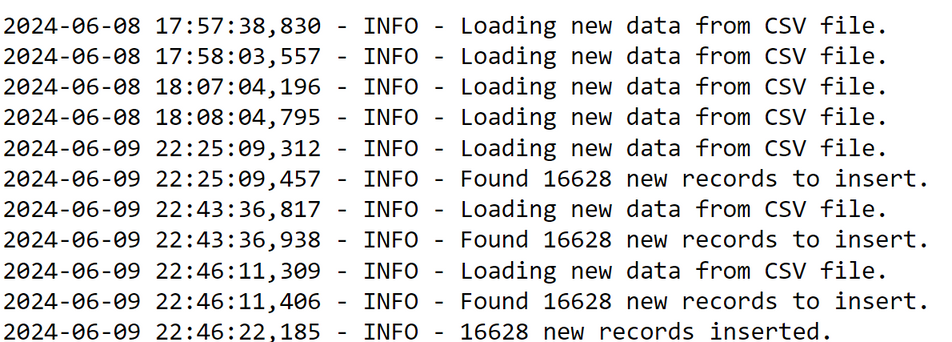 2024-06-08 17:57:38,830 - INFO - Loading new data from CSV file.
2024-06-08 17:58:03,557 - INFO - Loading new data from CSV file.
2024-06-08 18:07:04,196 - INFO - Loading new data from CSV file.
2024-06-08 18:08:04,795 - INFO - Loading new data from CSV file.
2024-06-09 22:25:09,312 - INFO - Loading new data from CSV file.
2024-06-09 22:25:09,457 - INFO - Found 16628 new records to insert.
2024-06-09 22:43:36,817 - INFO - Loading new data from CSV file.
2024-06-09 22:43:36,938 - INFO - Found 16628 new records to insert.
2024-06-09 22:46:11,309 - INFO - Loading new data from CSV file.
2024-06-09 22:46:11,406 - INFO - Found 16628 new records to insert.
2024-06-09 22:46:22,185 - INFO - 16628 new records inserted.